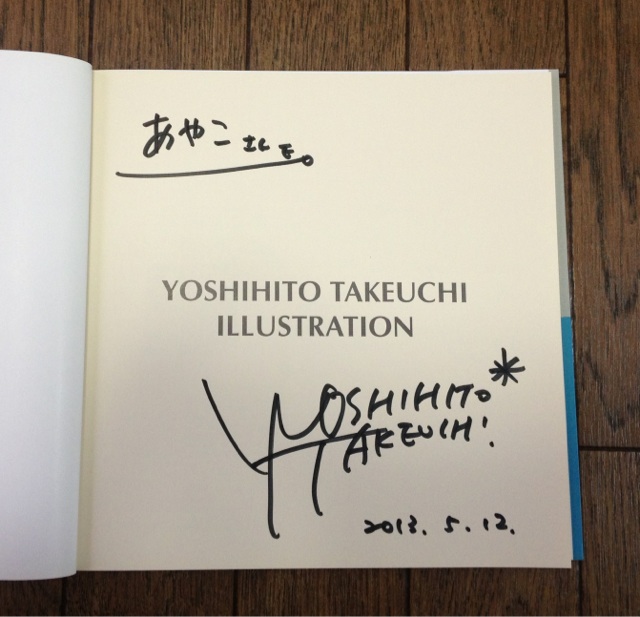 あやこさんへ
YOSHIHITO TAKEUCHI
ILLUSTRATION
YOSHIHITO*
TAKEUCHI!
2013. 5. 12.